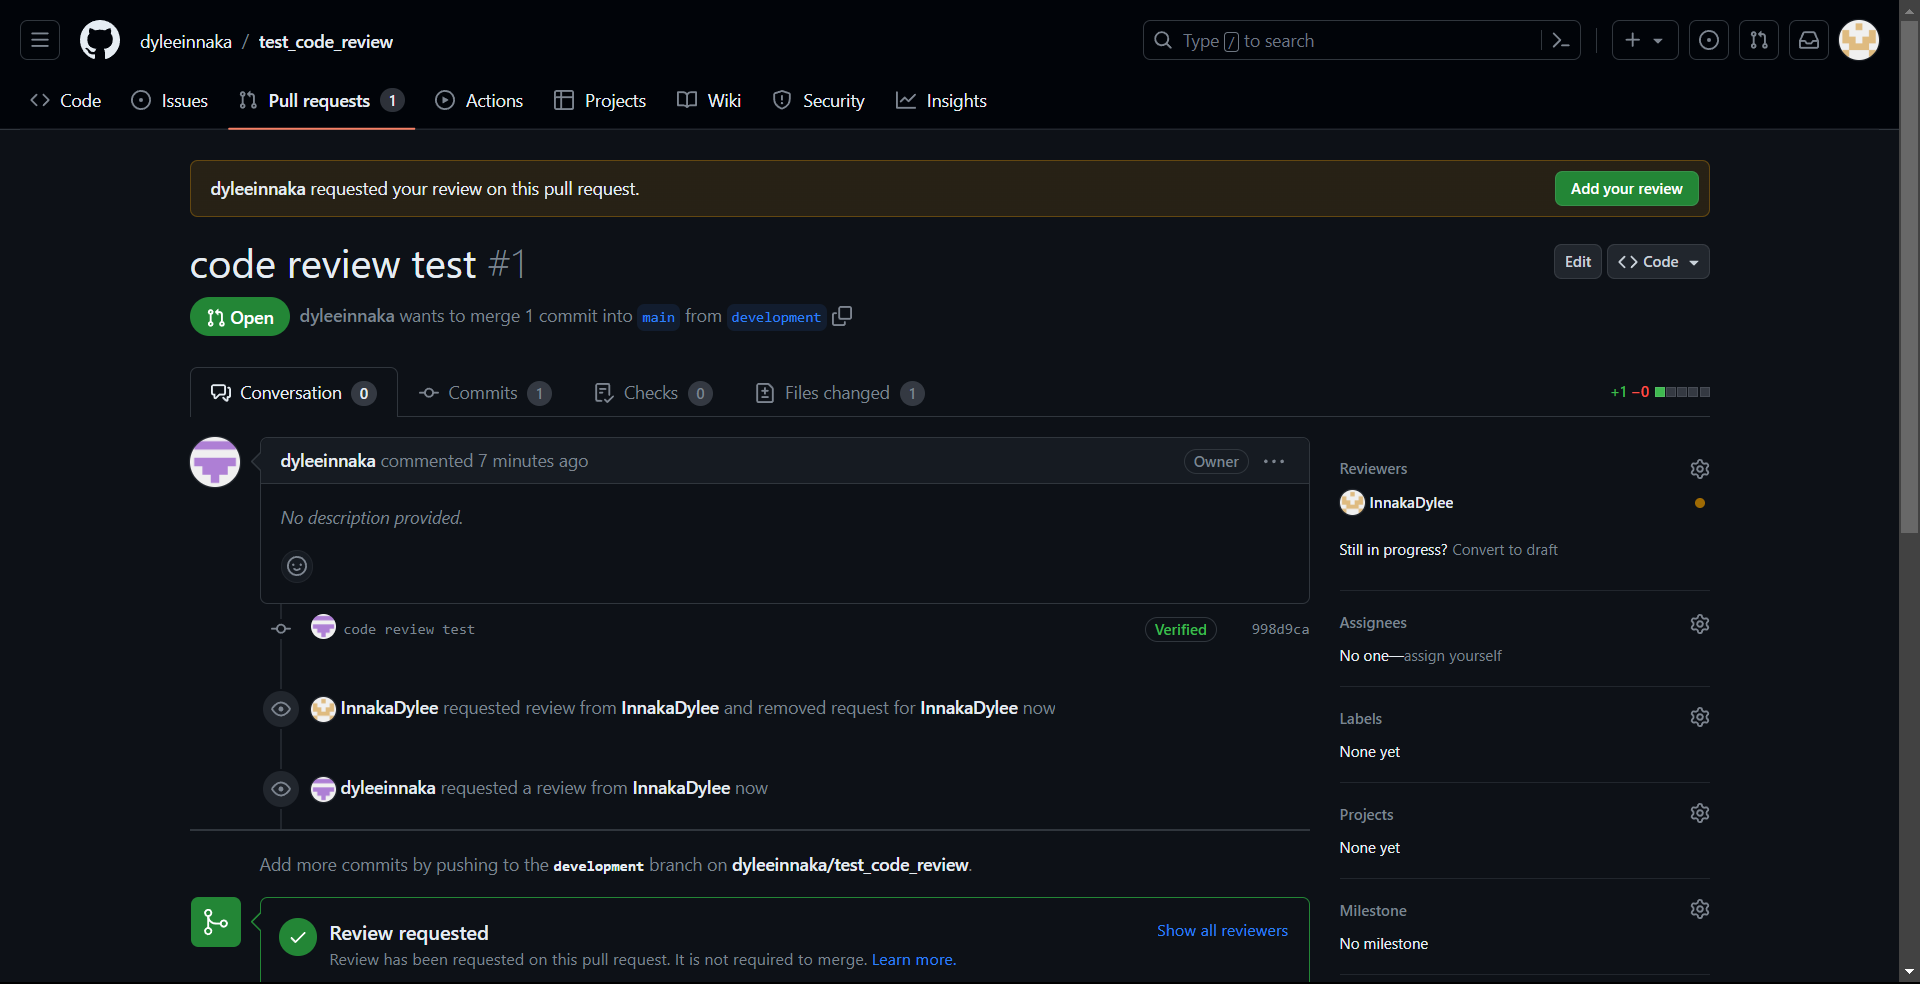 dyleeinnaka / test_code_review
Type / to search
Code Issues Pull requests 1 Actions Projects Wiki Security Insights
dyleeinnaka requested your review on this pull request.
Add your review
code review test #1
Edit
<> Code
Open
dyleeinnaka wants to merge 1 commit into main from development
Conversation 0
Commits 1
Checks 0
Files changed 1
+1 −0
dyleeinnaka commented 7 minutes ago
Owner
No description provided.
code review test
Verified
998d9ca
InnakaDylee requested review from InnakaDylee and removed request for InnakaDylee now
dyleeinnaka requested a review from InnakaDylee now
Add more commits by pushing to the development branch on dyleeinnaka/test_code_review.
Review requested
Show all reviewers
Review has been requested on this pull request. It is not required to merge. Learn more.
Reviewers
InnakaDylee
Still in progress? Convert to draft
Assignees
No one—assign yourself
Labels
None yet
Projects
None yet
Milestone
No milestone